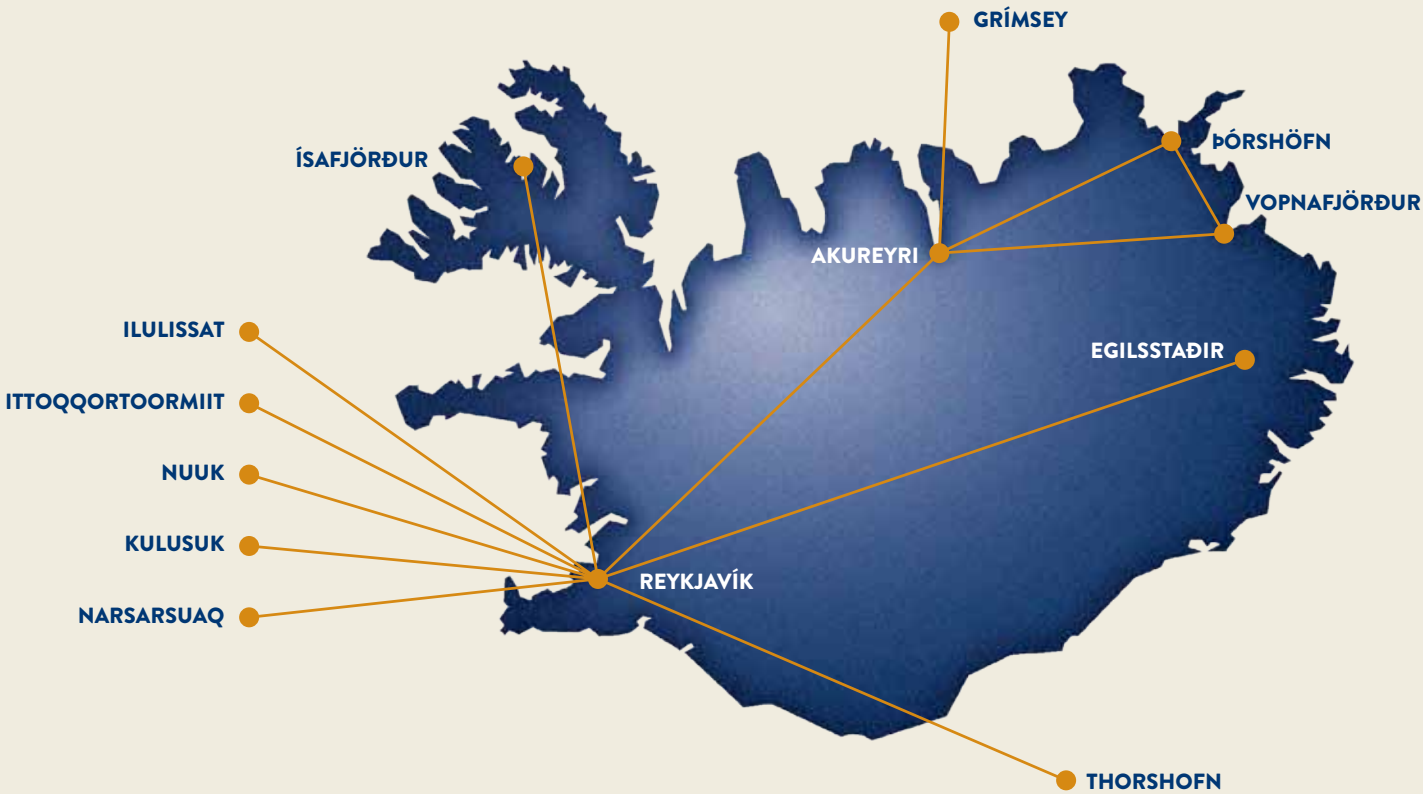 GRÍMSEY
ÞÓRSHÖFN
ÍSAFJÖRÐUR
VOPNAFJÖRÐUR
AKUREYRI
ILULISSAT
EGILSSTAÐIR
ITTOQQORTOORMIIT
NUUK
KULUSUK
REYKJAVÍK
NARSARSUAQ
THORSHOFN